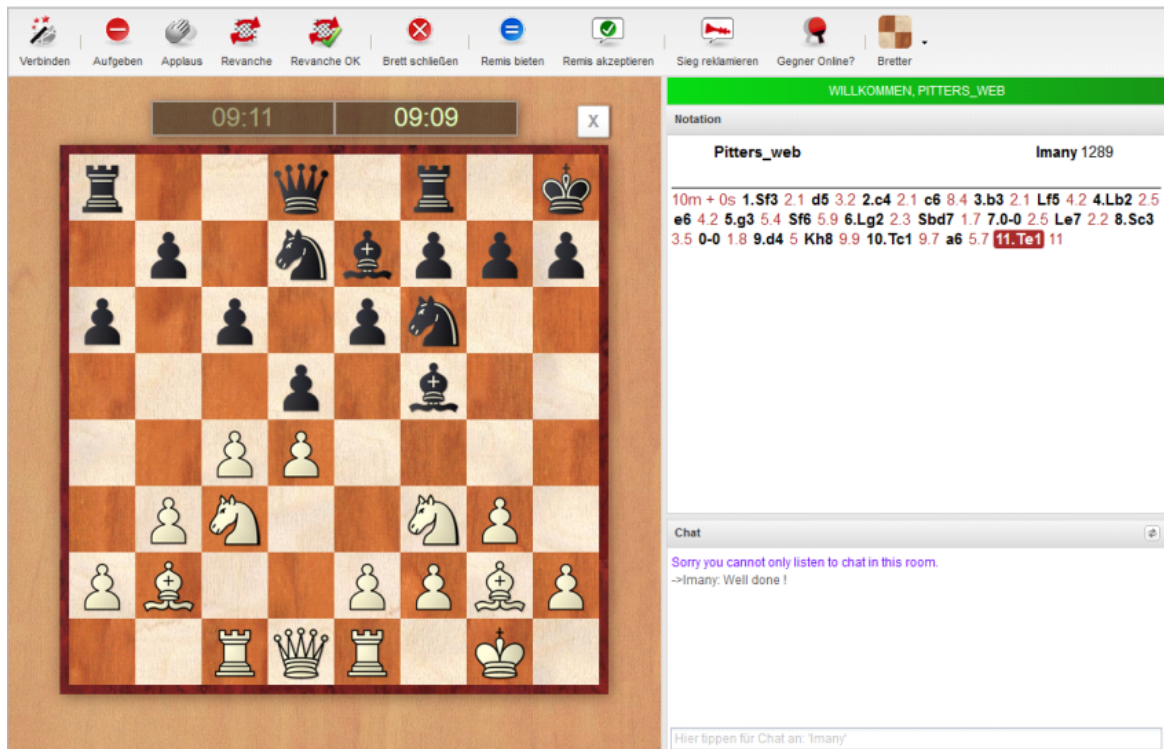 Verbinden Aufgeben Applaus Revanche Revanche OK Brett schließen Remis bieten Remis akzeptieren Sieg reklamieren Gegner Online? Bretter
09:11 09:09 X
WILLKOMMEN, PITTERS_WEB
Notation
Pitters_web Imany 1289
10m + 0s 1.Sf3 2.1 d5 3.2 2.c4 2.1 c6 8.4 3.b3 2.1 Lf5 4.2 4.Lb2 2.5
e6 4.2 5.g3 5.4 Sf6 5.9 6.Lg2 2.3 Sbd7 1.7 7.0-0 2.5 Le7 2.2 8.Sc3
3.5 0-0 1.8 9.d4 5 Kh8 9.9 10.Tc1 9.7 a6 5.7 11.Te1 11
Chat
Sorry you cannot only listen to chat in this room.
->Imany: Well done !
Hier tippen für Chat an: 'Imany'